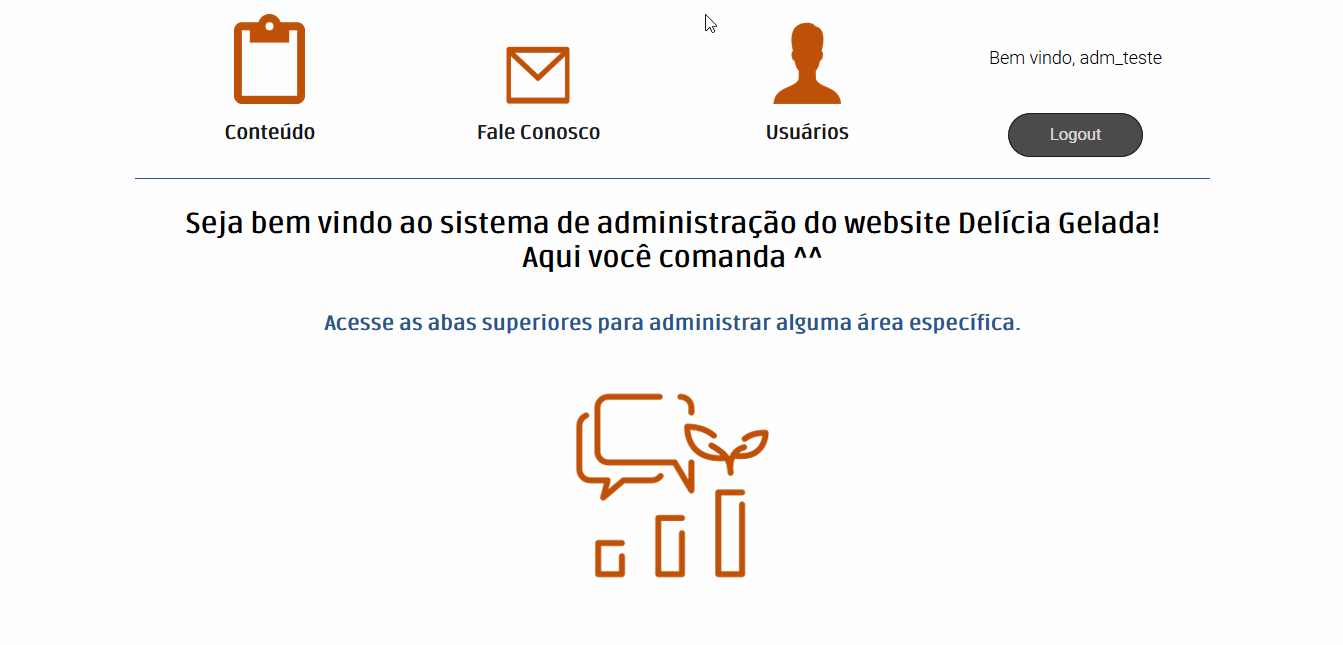 Conteúdo
Fale Conosco
Usuários
Bem vindo, adm_teste
Logout
Seja bem vindo ao sistema de administração do website Delícia Gelada!
Aqui você comanda ^^
Acesse as abas superiores para administrar alguma área específica.